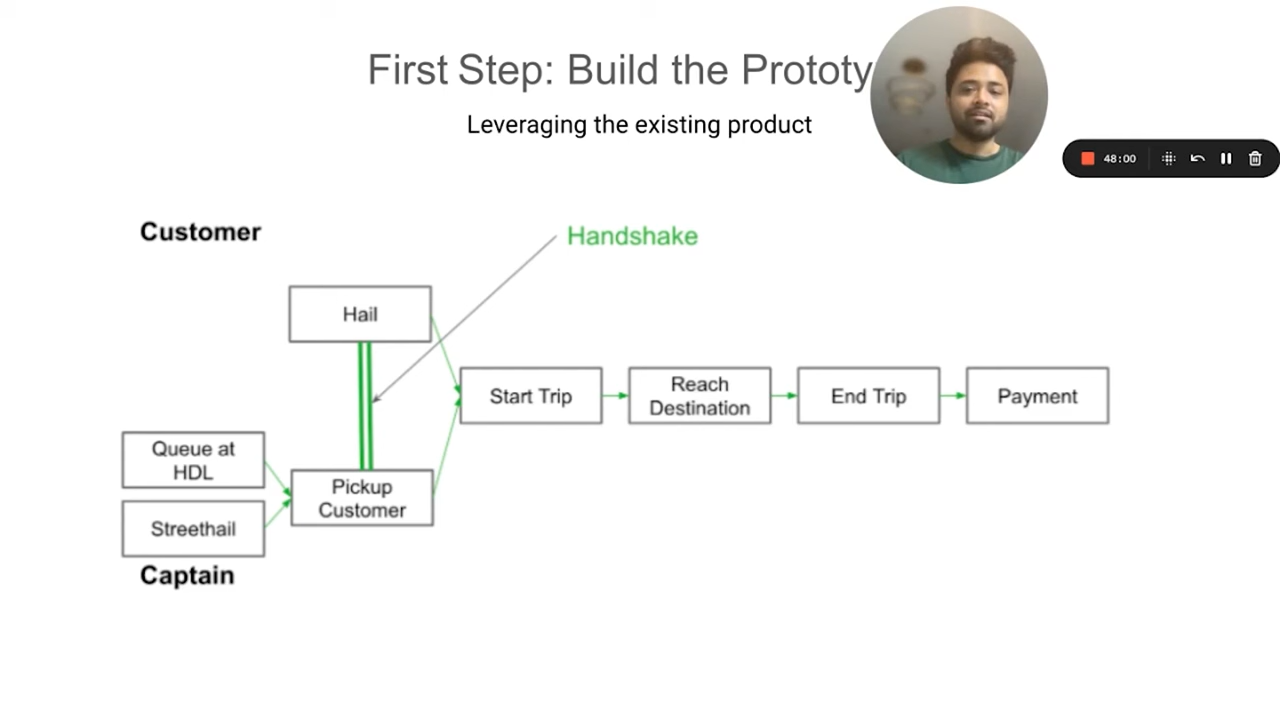 First Step: Build the Prototy
Leveraging the existing product
48:00
Customer
Handshake
Hail
Start Trip
Reach
Destination
End Trip
Payment
Queue at
HDL
Pickup
Customer
Streethail
Captain